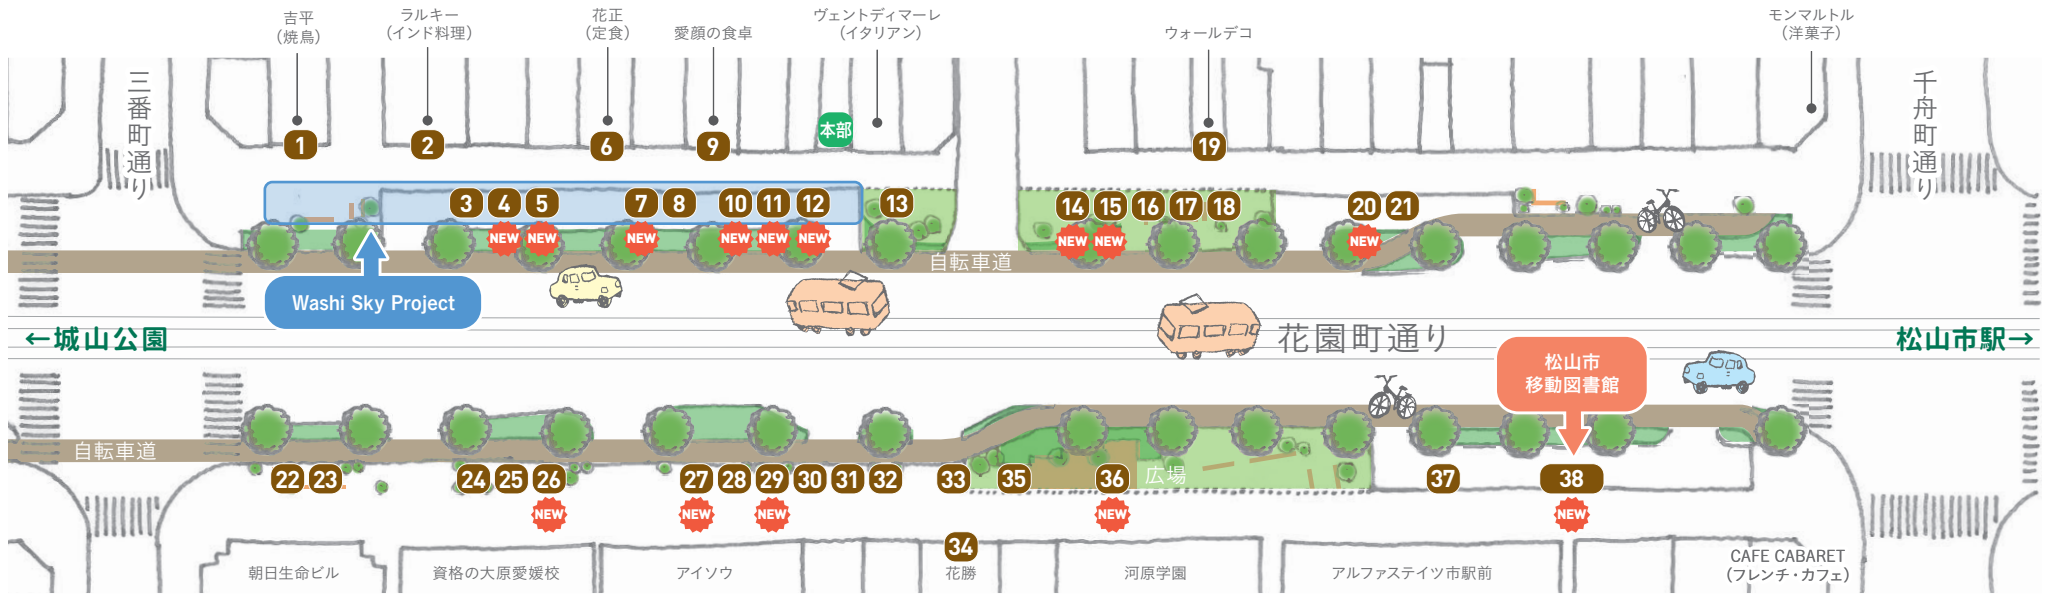 吉平
（焼鳥）
ラルキー
（インド料理）
花正
（定食）
愛顔の食卓
ヴェントディマーレ
（イタリアン）
ウォールデコ
モンマルトル
（洋菓子）
三番町通り
千舟町通り
本部
1
2
6
9
19
3
4
5
7
8
10
11
12
13
14
15
16
17
18
20
21
NEW
NEW
NEW
NEW
NEW
NEW
NEW
NEW
NEW
自転車道
Washi Sky Project
←城山公園
花園町通り
松山市駅→
松山市
移動図書館
自転車道
広場
22
23
24
25
26
27
28
29
30
31
32
33
35
36
37
38
NEW
NEW
NEW
NEW
NEW
34
朝日生命ビル
資格の大原愛媛校
アイソウ
花勝
河原学園
アルファステイツ市駅前
CAFE CABARET
（フレンチ・カフェ）